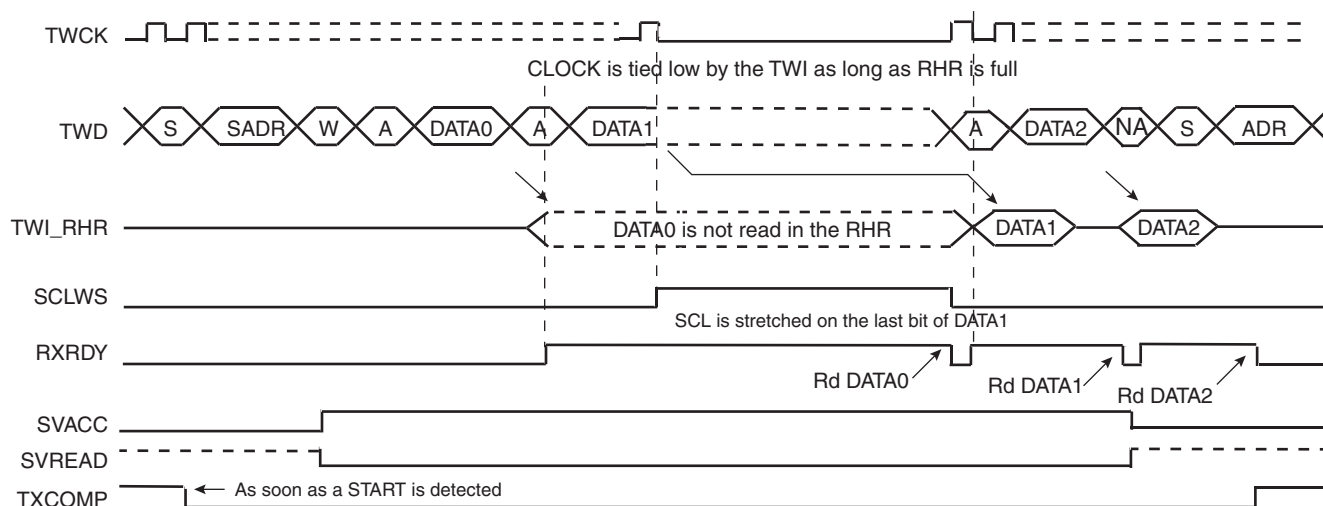 TWCK
CLOCK is tied low by the TWI as long as RHR is full
TWD S SADR W A DATA0 A DATA1 A DATA2 NA S ADR
TWI_RHR DATA0 is not read in the RHR DATA1 DATA2
SCLWS
SCL is stretched on the last bit of DATA1
RXRDY
Rd DATA0 Rd DATA1 Rd DATA2
SVACC
SVREAD
TXCOMP As soon as a START is detected